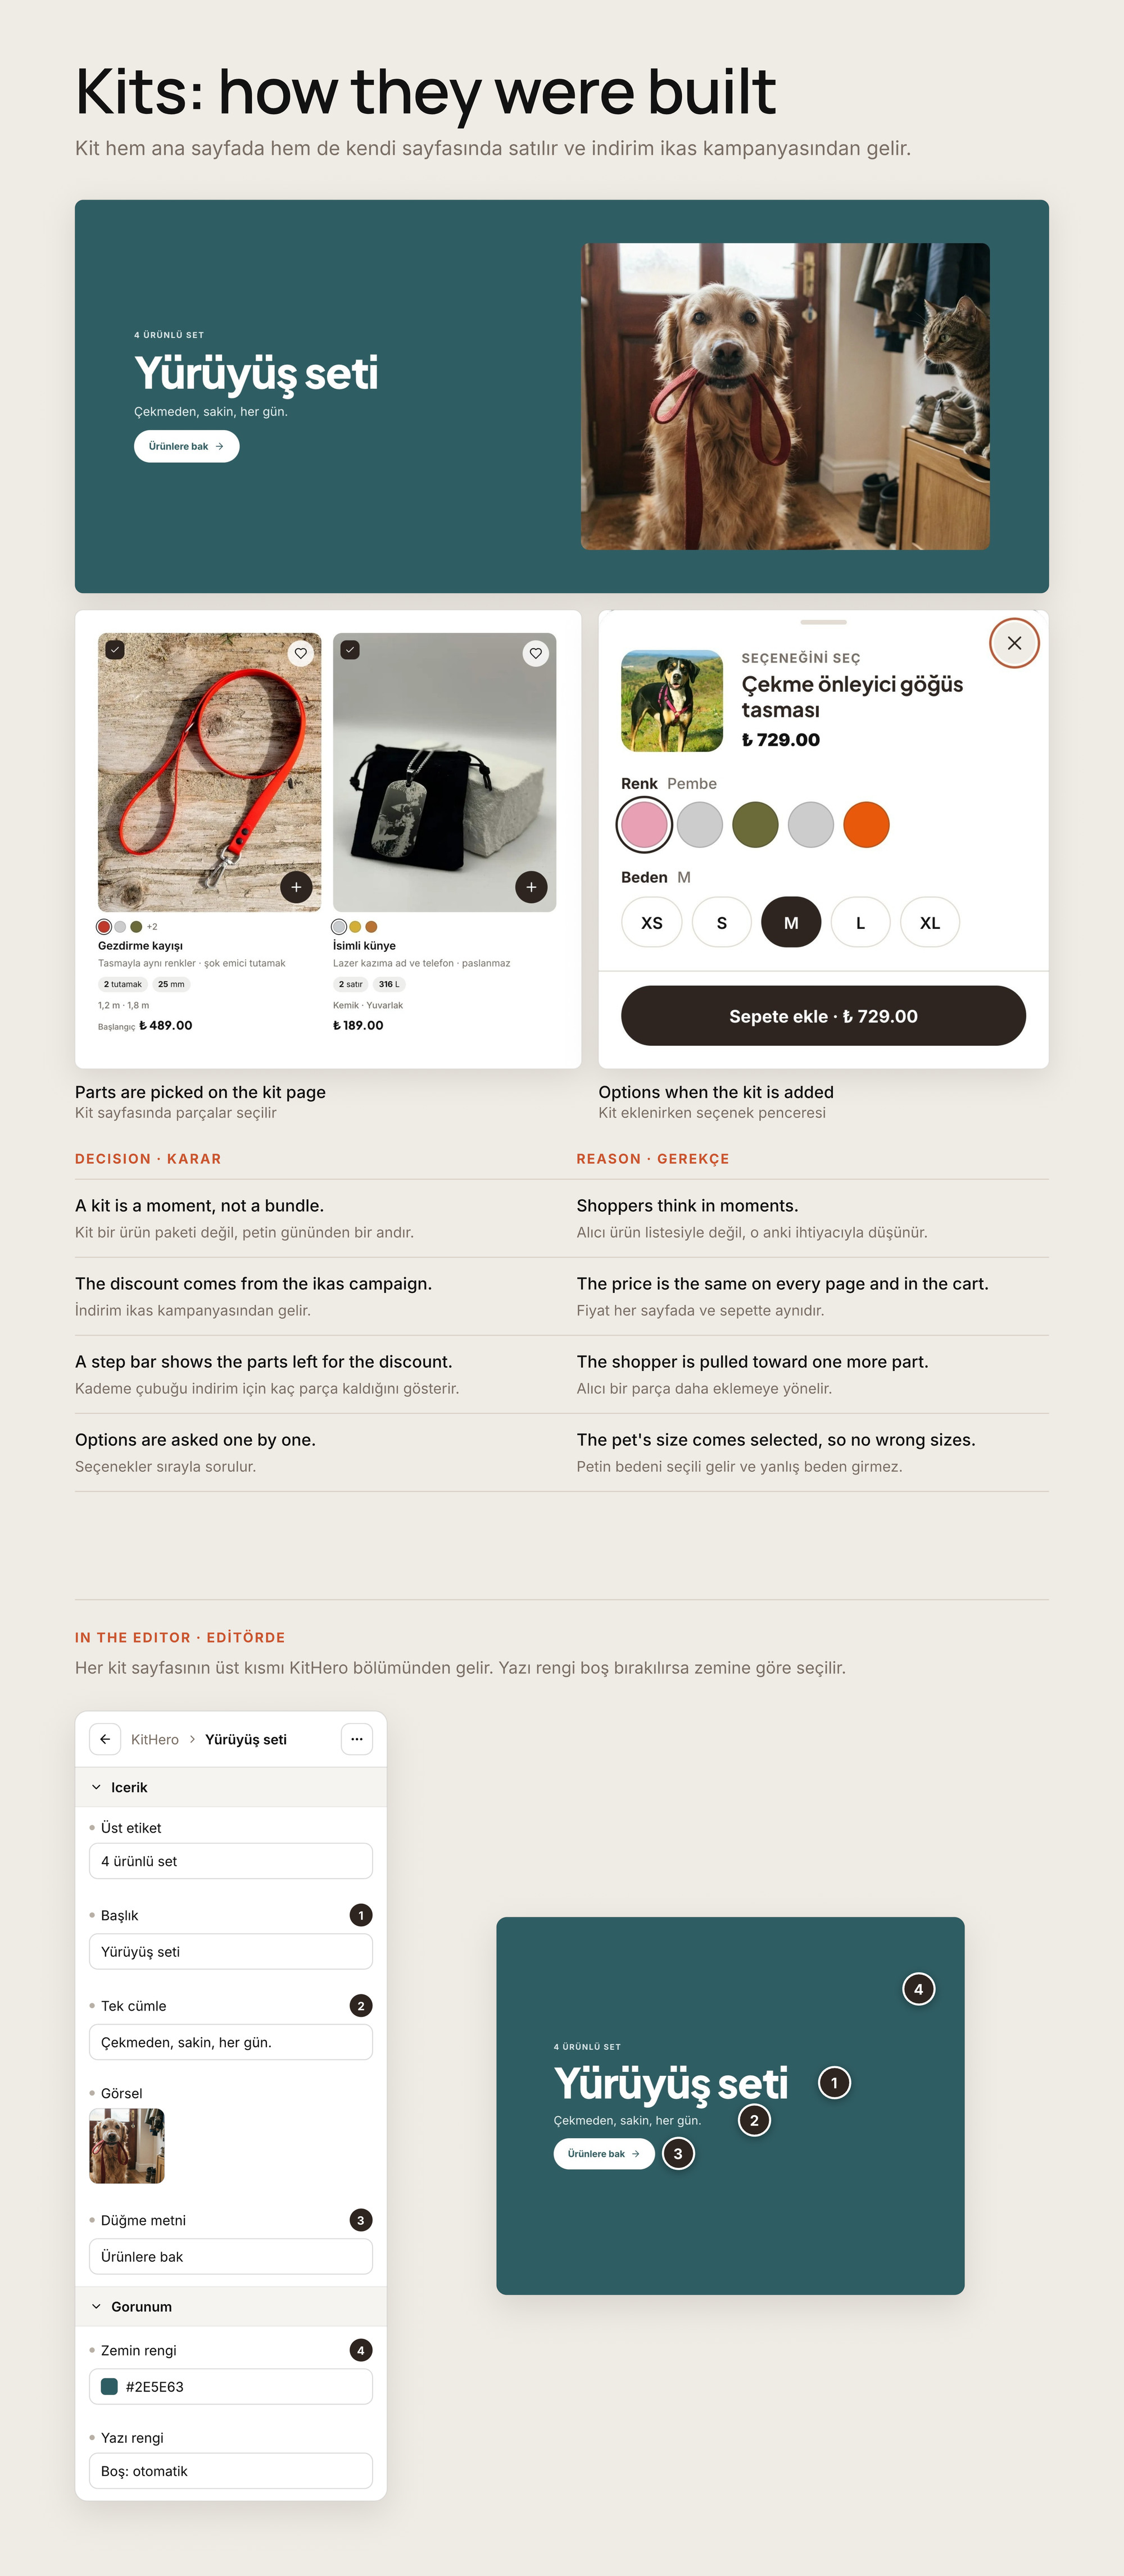 Kits: how they were built
Kit hem ana sayfada hem de kendi sayfasında satılır ve indirim ikas kampanyasından gelir.
4 ÜRÜNLÜ SET
Yürüyüş seti
Çekmeden, sakin, her gün.
Ürünlere bak →
+2
Gezdirme kayışı
Tasmayla aynı renkler · şok emici tutamak
2 tutamak 25 mm
1,2 m · 1,8 m
Başlangıç ₺ 489.00
İsimli künye
Lazer kazıma ad ve telefon · paslanmaz
2 satır 316 L
Kemik · Yuvarlak
₺ 189.00
SEÇENEĞİNİ SEÇ
Çekme önleyici göğüs
tasması
₺ 729.00
Renk Pembe
Beden M
XS S M L XL
Sepete ekle · ₺ 729.00
Parts are picked on the kit page
Kit sayfasında parçalar seçilir
Options when the kit is added
Kit eklenirken seçenek penceresi
DECISION · KARAR
REASON · GEREKÇE
A kit is a moment, not a bundle.
Kit bir ürün paketi değil, petin gününden bir andır.
Shoppers think in moments.
Alıcı ürün listesiyle değil, o anki ihtiyacıyla düşünür.
The discount comes from the ikas campaign.
İndirim ikas kampanyasından gelir.
The price is the same on every page and in the cart.
Fiyat her sayfada ve sepette aynıdır.
A step bar shows the parts left for the discount.
Kademe çubuğu indirim için kaç parça kaldığını gösterir.
The shopper is pulled toward one more part.
Alıcı bir parça daha eklemeye yönelir.
Options are asked one by one.
Seçenekler sırayla sorulur.
The pet's size comes selected, so no wrong sizes.
Petin bedeni seçili gelir ve yanlış beden girmez.
IN THE EDITOR · EDİTÖRDE
Her kit sayfasının üst kısmı KitHero bölümünden gelir. Yazı rengi boş bırakılırsa zemine göre seçilir.
KitHero > Yürüyüş seti
Icerik
Üst etiket
4 ürünlü set
Başlık 1
Yürüyüş seti
Tek cümle 2
Çekmeden, sakin, her gün.
Görsel
Düğme metni 3
Ürünlere bak
Gorunum
Zemin rengi 4
#2E5E63
Yazı rengi
Boş: otomatik
4
4 ÜRÜNLÜ SET
Yürüyüş seti 1
Çekmeden, sakin, her gün. 2
Ürünlere bak → 3